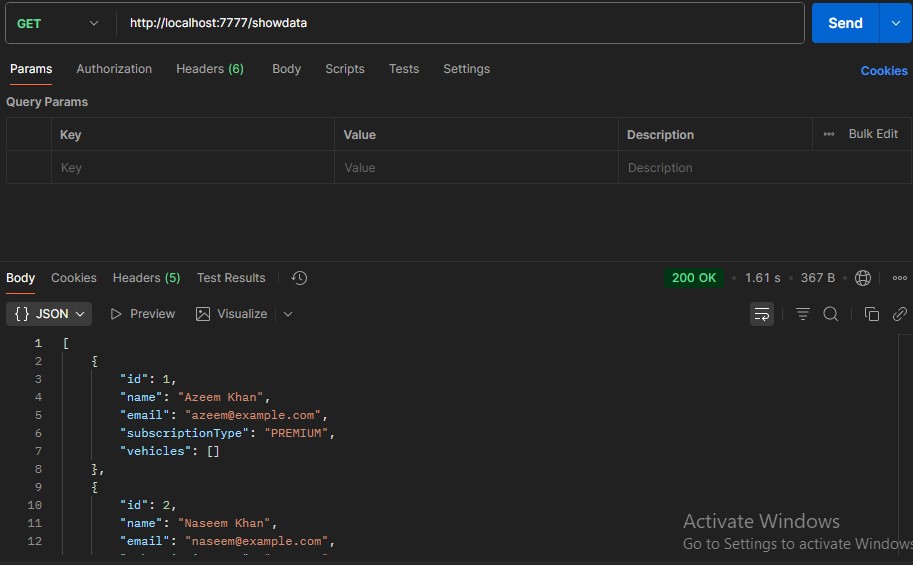 GET http://localhost:7777/showdata Send
Params Authorization Headers (6) Body Scripts Tests Settings Cookies
Query Params
Key Value Description ••• Bulk Edit
Key Value Description
Body Cookies Headers (5) Test Results 200 OK • 1.61 s • 367 B •
{} JSON Preview Visualize
1 [
2 {
3 "id": 1,
4 "name": "Azeem Khan",
5 "email": "azeem@example.com",
6 "subscriptionType": "PREMIUM",
7 "vehicles": []
8 },
9 {
10 "id": 2,
11 "name": "Naseem Khan",
12 "email": "naseem@example.com",
Activate Windows
Go to Settings to activate Windows